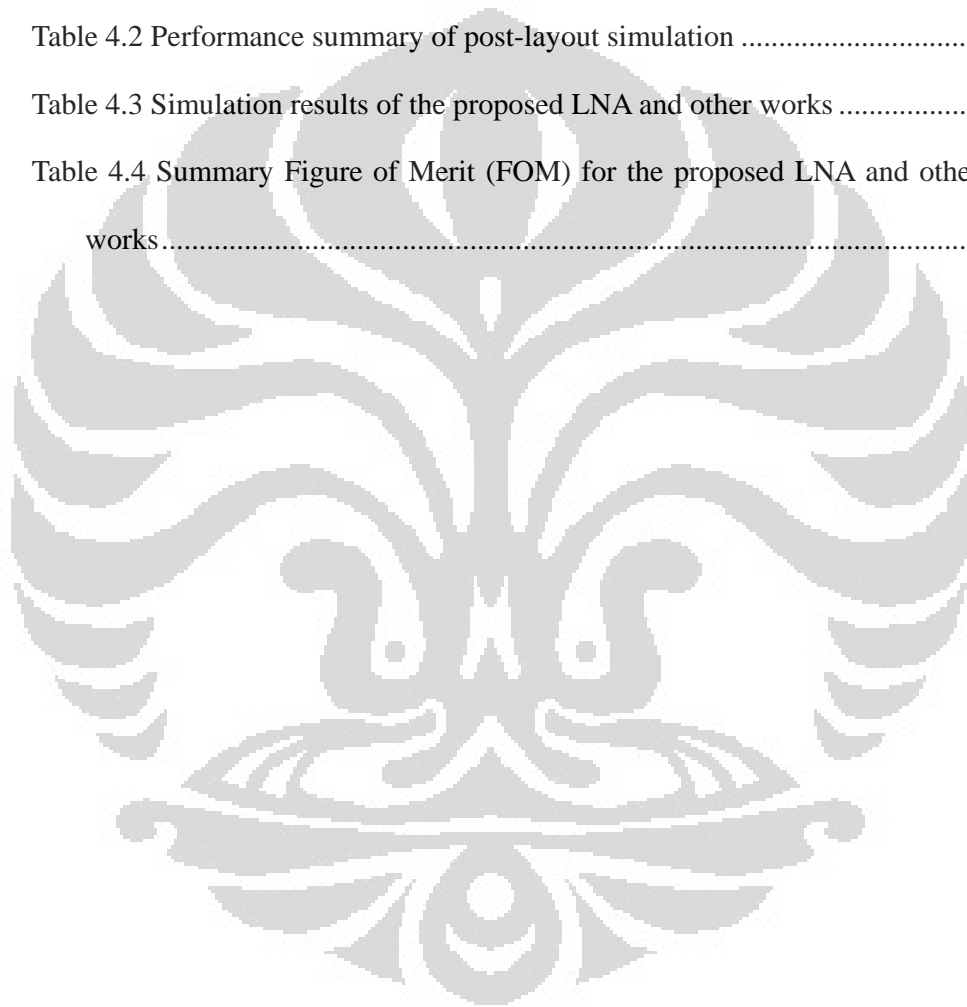 Table 4.2 Performance summary of post-layout simulation ..............................
Table 4.3 Simulation results of the proposed LNA and other works .................
Table 4.4 Summary Figure of Merit (FOM) for the proposed LNA and othe
works...........................................................................................................